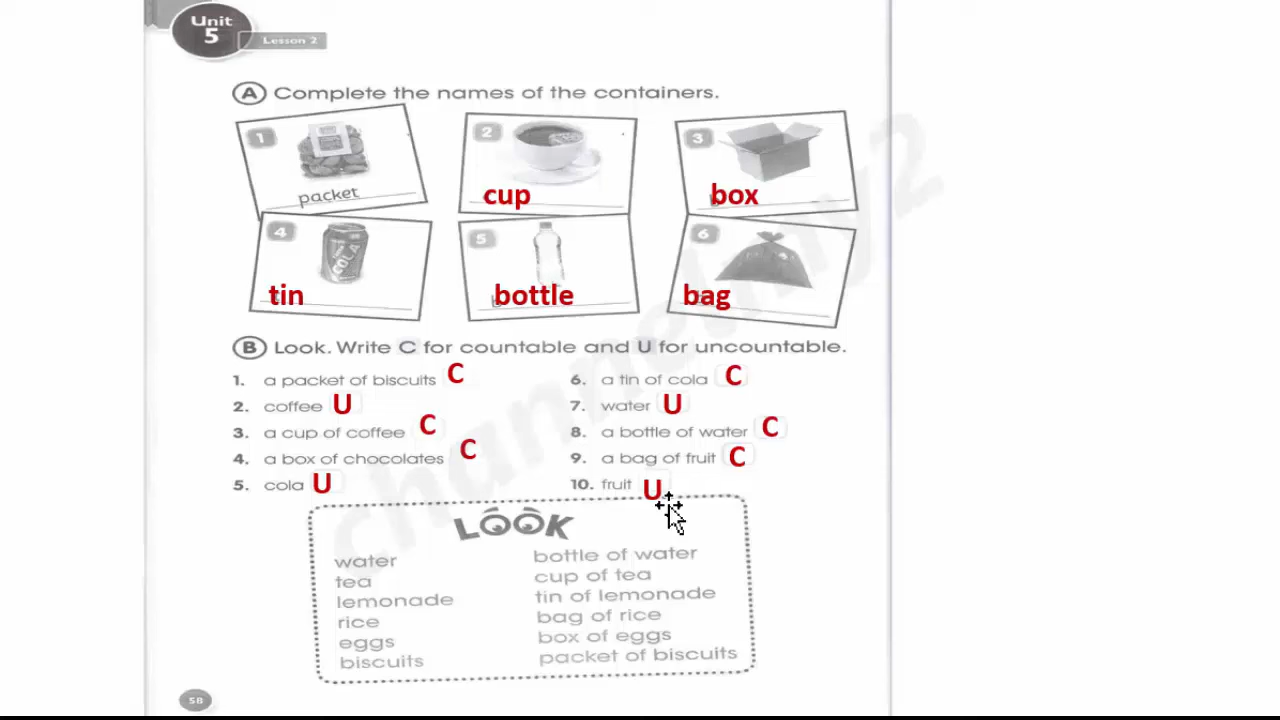 Unit
5
Lesson 2
A Complete the names of the containers.
1
packet
2
cup
3
box
4
COLA
tin
5
bottle
6
bag
B Look. Write C for countable and U for uncountable.
1. a packet of biscuits C
2. coffee U
3. a cup of coffee C
4. a box of chocolates C
5. cola U
6. a tin of cola C
7. water U
8. a bottle of water C
9. a bag of fruit C
10. fruit U
LOOK
water bottle of water
tea cup of tea
lemonade tin of lemonade
rice bag of rice
eggs box of eggs
biscuits packet of biscuits
58
channelmy2